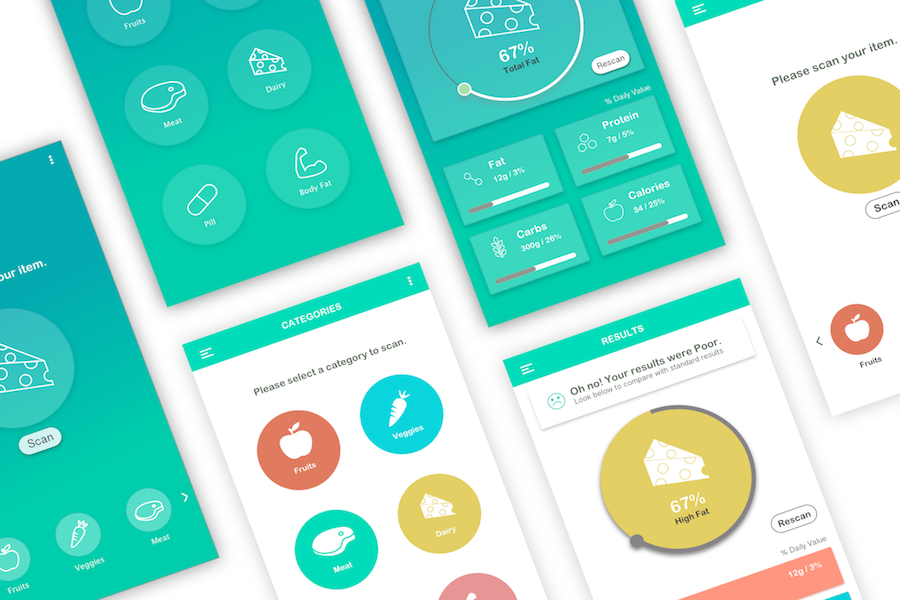 Fruits
Dairy
Meat
Body Fat
Pill
67%
Total Fat
Rescan
% Daily Value
Fat
12g / 3%
Protein
7g / 5%
Carbs
300g / 26%
Calories
34 / 25%
Please scan your item.
Scan
Fruits
our item.
Scan
Fruits
Veggies
Meat
CATEGORIES
Please select a category to scan.
Fruits
Veggies
Meat
Dairy
RESULTS
Oh no! Your results were Poor.
Look below to compare with standard results
67%
High Fat
Rescan
% Daily Value
12g / 3%